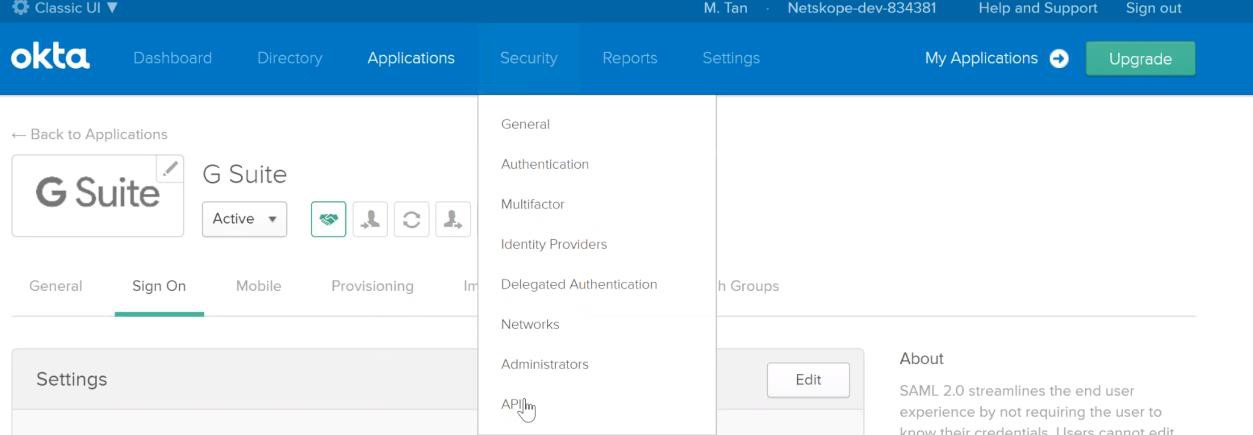 Classic UI ▼ M. Tan · Netskope-dev-834381 Help and Support Sign out
okta Dashboard Directory Applications Security Reports Settings My Applications Upgrade
General
← Back to Applications
Authentication
G Suite G Suite
Multifactor
Active ▼
Identity Providers
General Sign On Mobile Provisioning Delegated Authentication Groups
Networks
About
Administrators
Settings Edit
SAML 2.0 streamlines the end user
API
experience by not requiring the user to
know their credentials. Users cannot edit